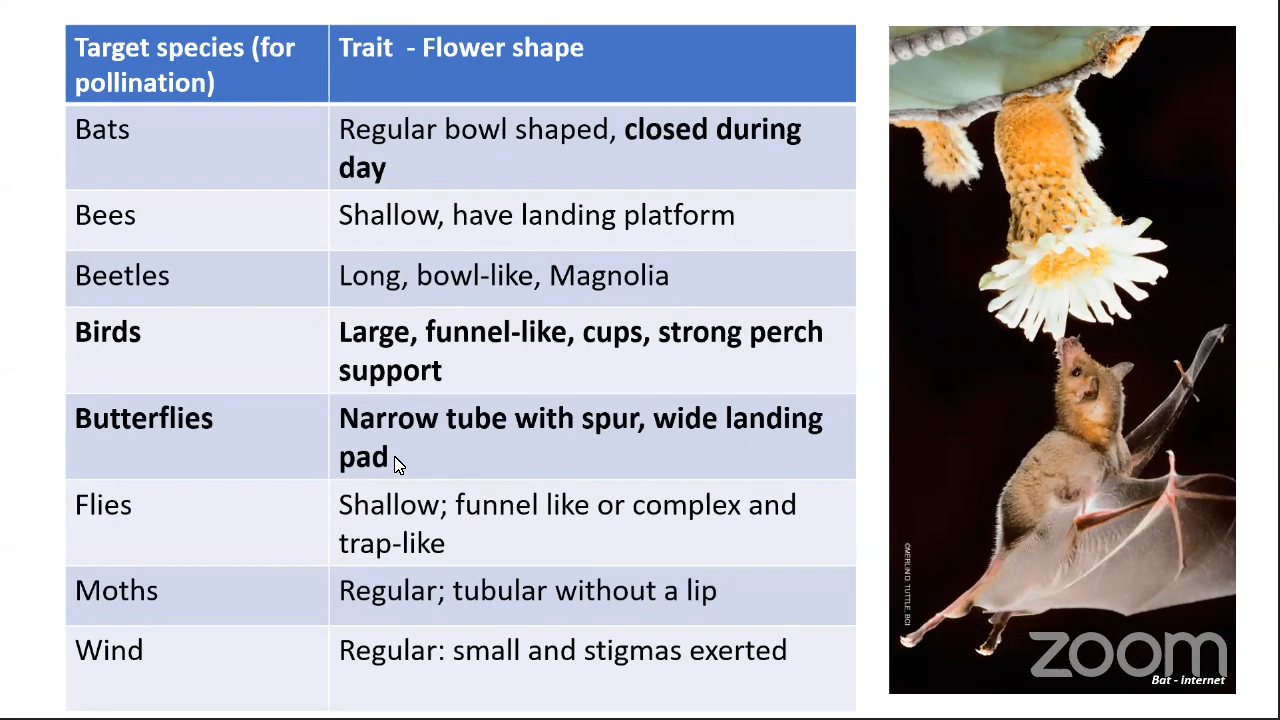 Target species (for
pollination)
Trait - Flower shape
Bats
Regular bowl shaped, closed during
day
Bees
Shallow, have landing platform
Beetles
Long, bowl-like, Magnolia
Birds
Large, funnel-like, cups, strong perch
support
Butterflies
Narrow tube with spur, wide landing
pad
Flies
Shallow; funnel like or complex and
trap-like
Moths
Regular; tubular without a lip
Wind
Regular: small and stigmas exerted
©MERLIN D. TUTTLE, BCI
zoom
Bat - internet